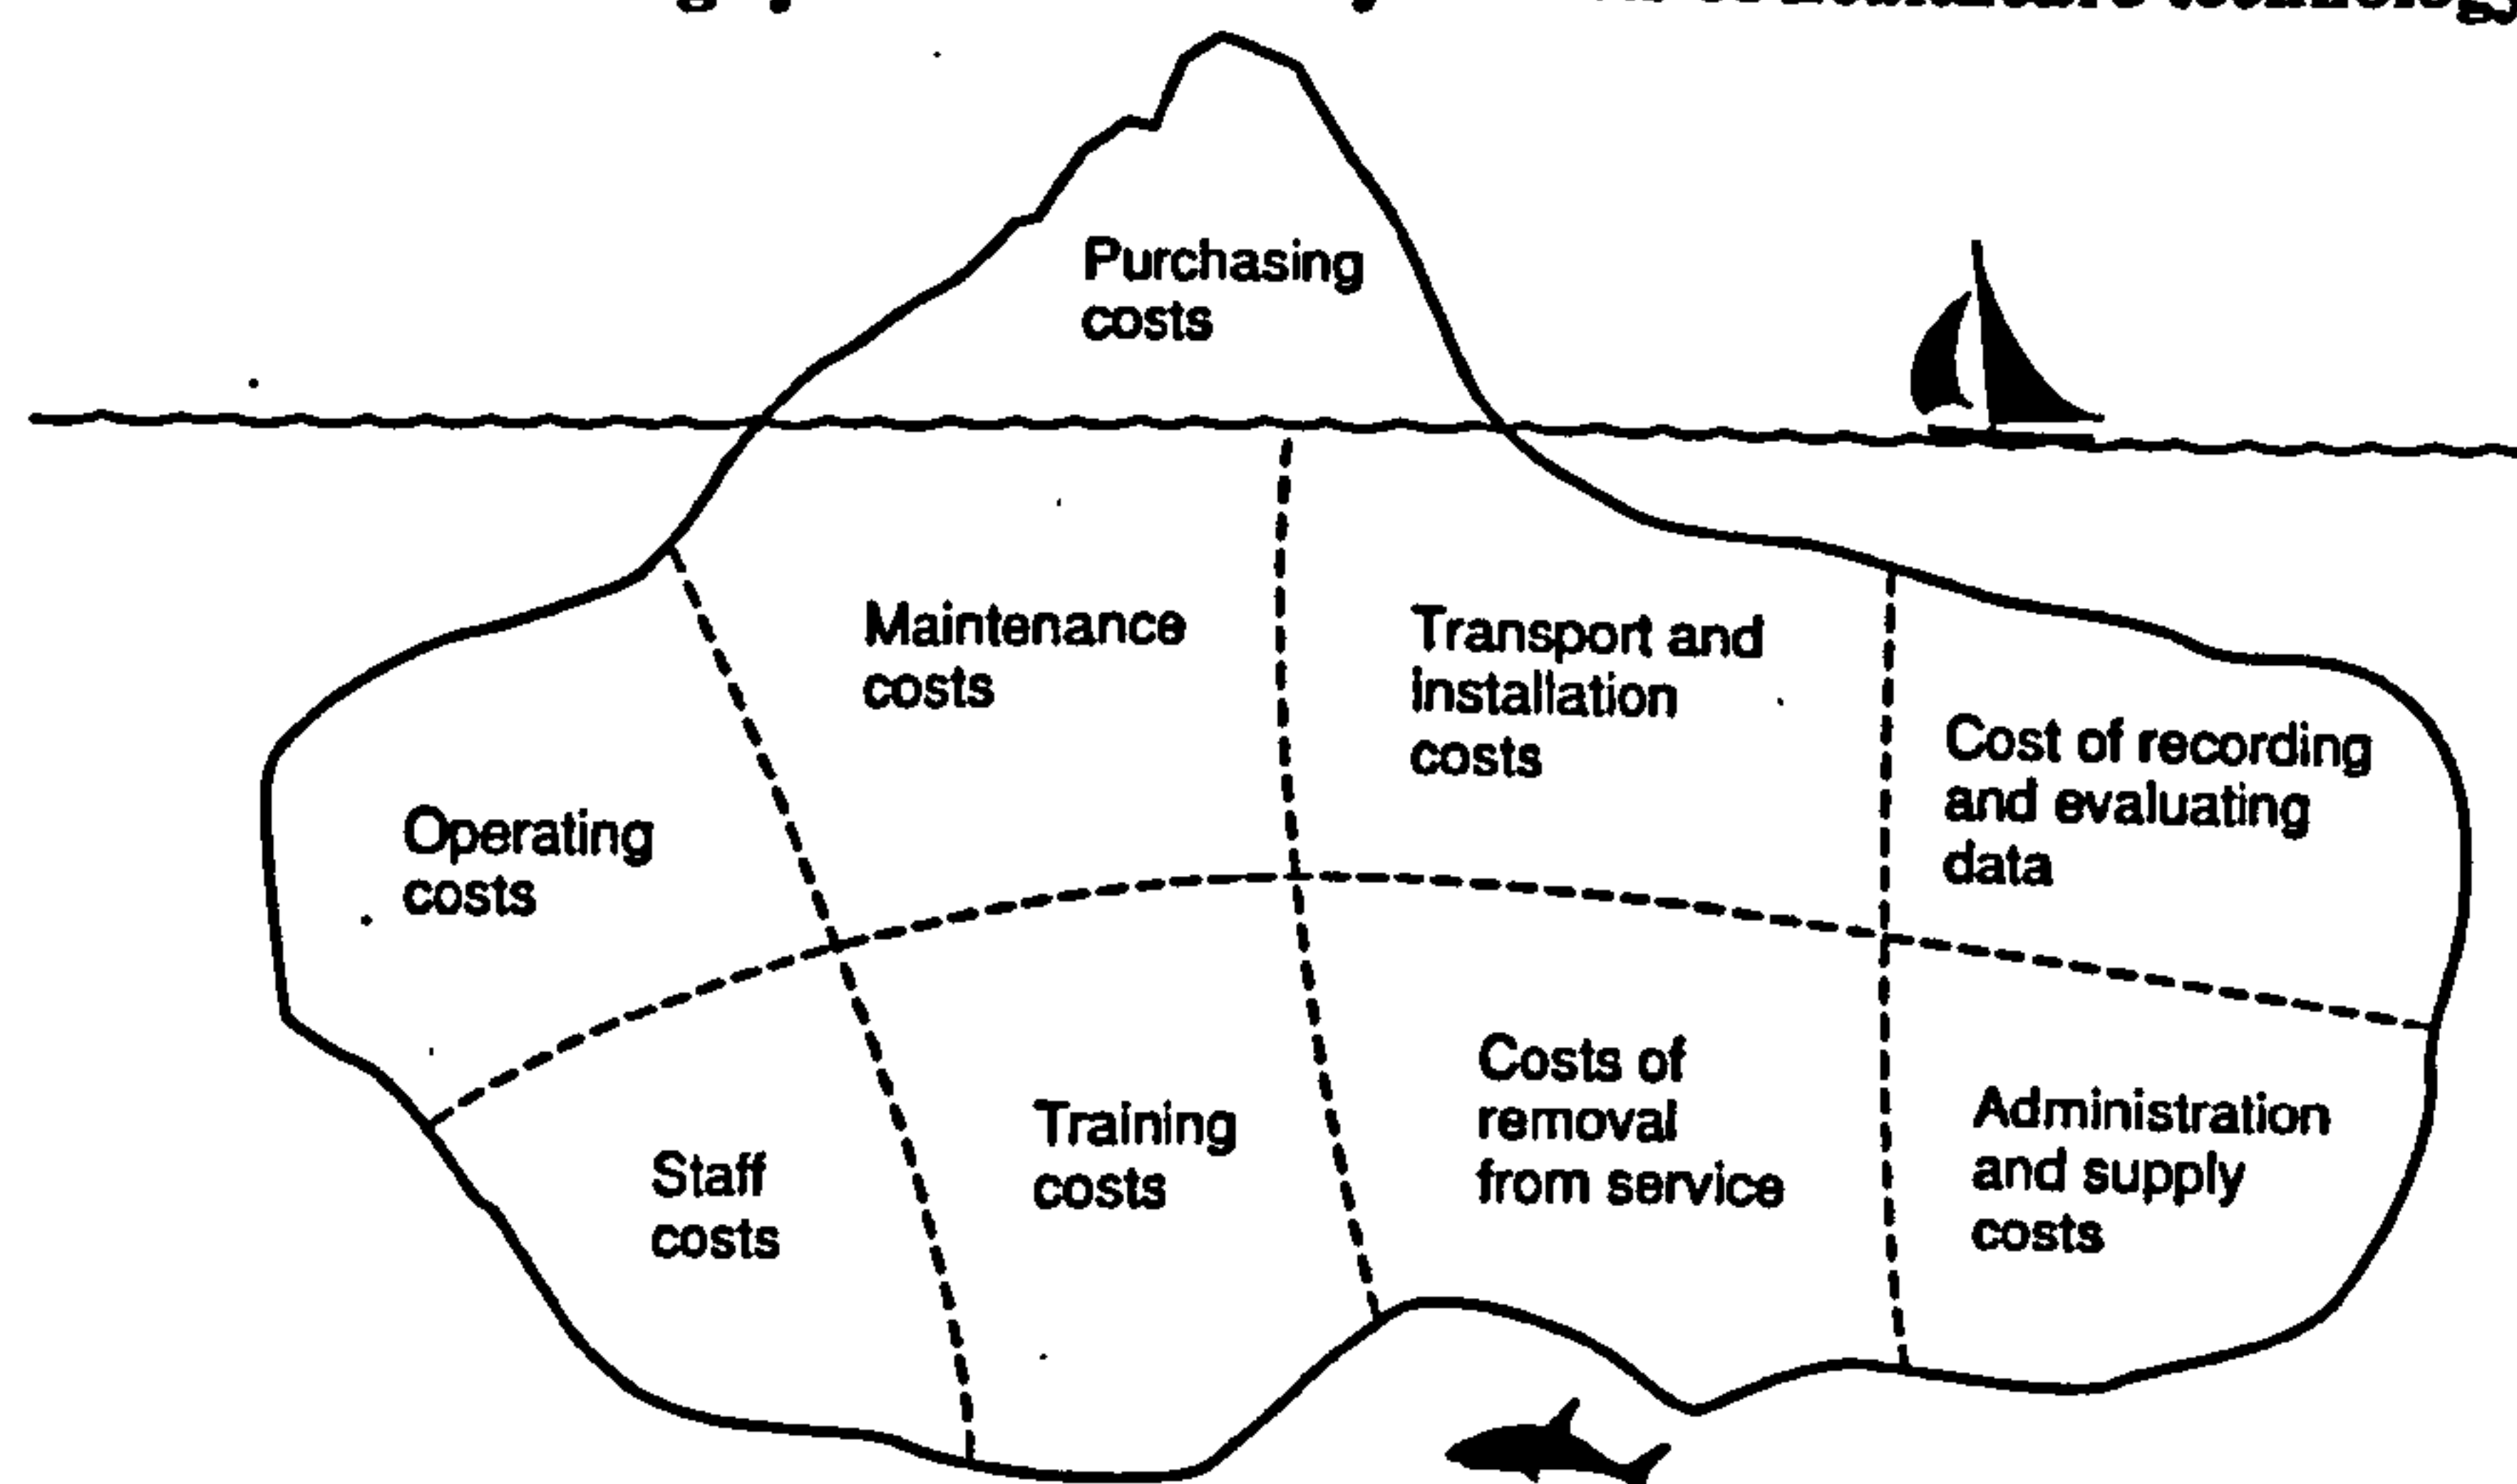 Purchasing
costs
Maintenance
costs
Transport and
installation
costs
Cost of recording
and evaluating
data
Operating
costs
Costs of
removal
from service
Administration
and supply
costs
Training
costs
Staff
costs